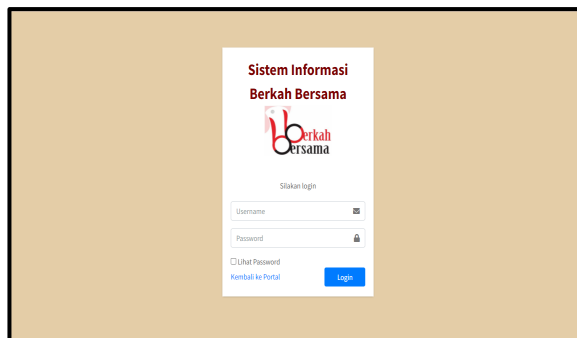 Sistem Informasi
Berkah Bersama
berkah
bersama
Silakan login
Username
Password
Lihat Password
Kembali ke Portal
Login